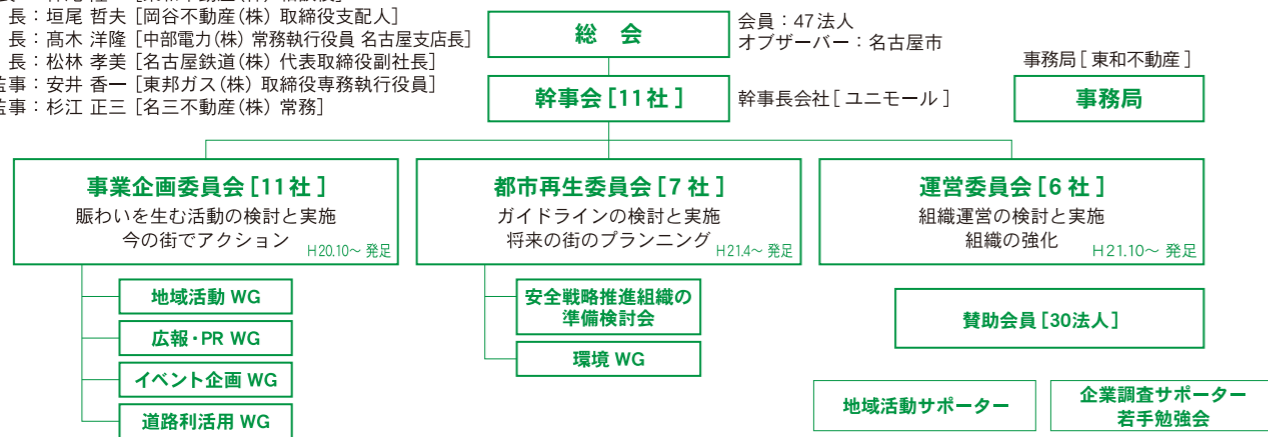 長：垣尾 哲夫 [岡谷不動産(株) 取締役支配人]
長：髙木 洋隆 [中部電力(株) 常務執行役員 名古屋支店長]
長：松林 孝美 [名古屋鉄道(株) 代表取締役副社長]
監事：安井 香一 [東邦ガス(株) 取締役専務執行役員]
監事：杉江 正三 [名三不動産(株) 常務]
総 会
会員：47法人
オブザーバー：名古屋市
幹事会 [11社]
幹事長会社 [ユニモール]
事務局 [東和不動産]
事務局
事業企画委員会 [11社]
賑わいを生む活動の検討と実施
今の街でアクション
H20.10〜 発足
地域活動 WG
広報・PR WG
イベント企画 WG
道路利活用 WG
都市再生委員会 [7社]
ガイドラインの検討と実施
将来の街のプランニング
H21.4〜 発足
安全戦略推進組織の
準備検討会
環境 WG
運営委員会 [6社]
組織運営の検討と実施
組織の強化
H21.10〜 発足
賛助会員 [30法人]
地域活動サポーター
企業調査サポーター
若手勉強会